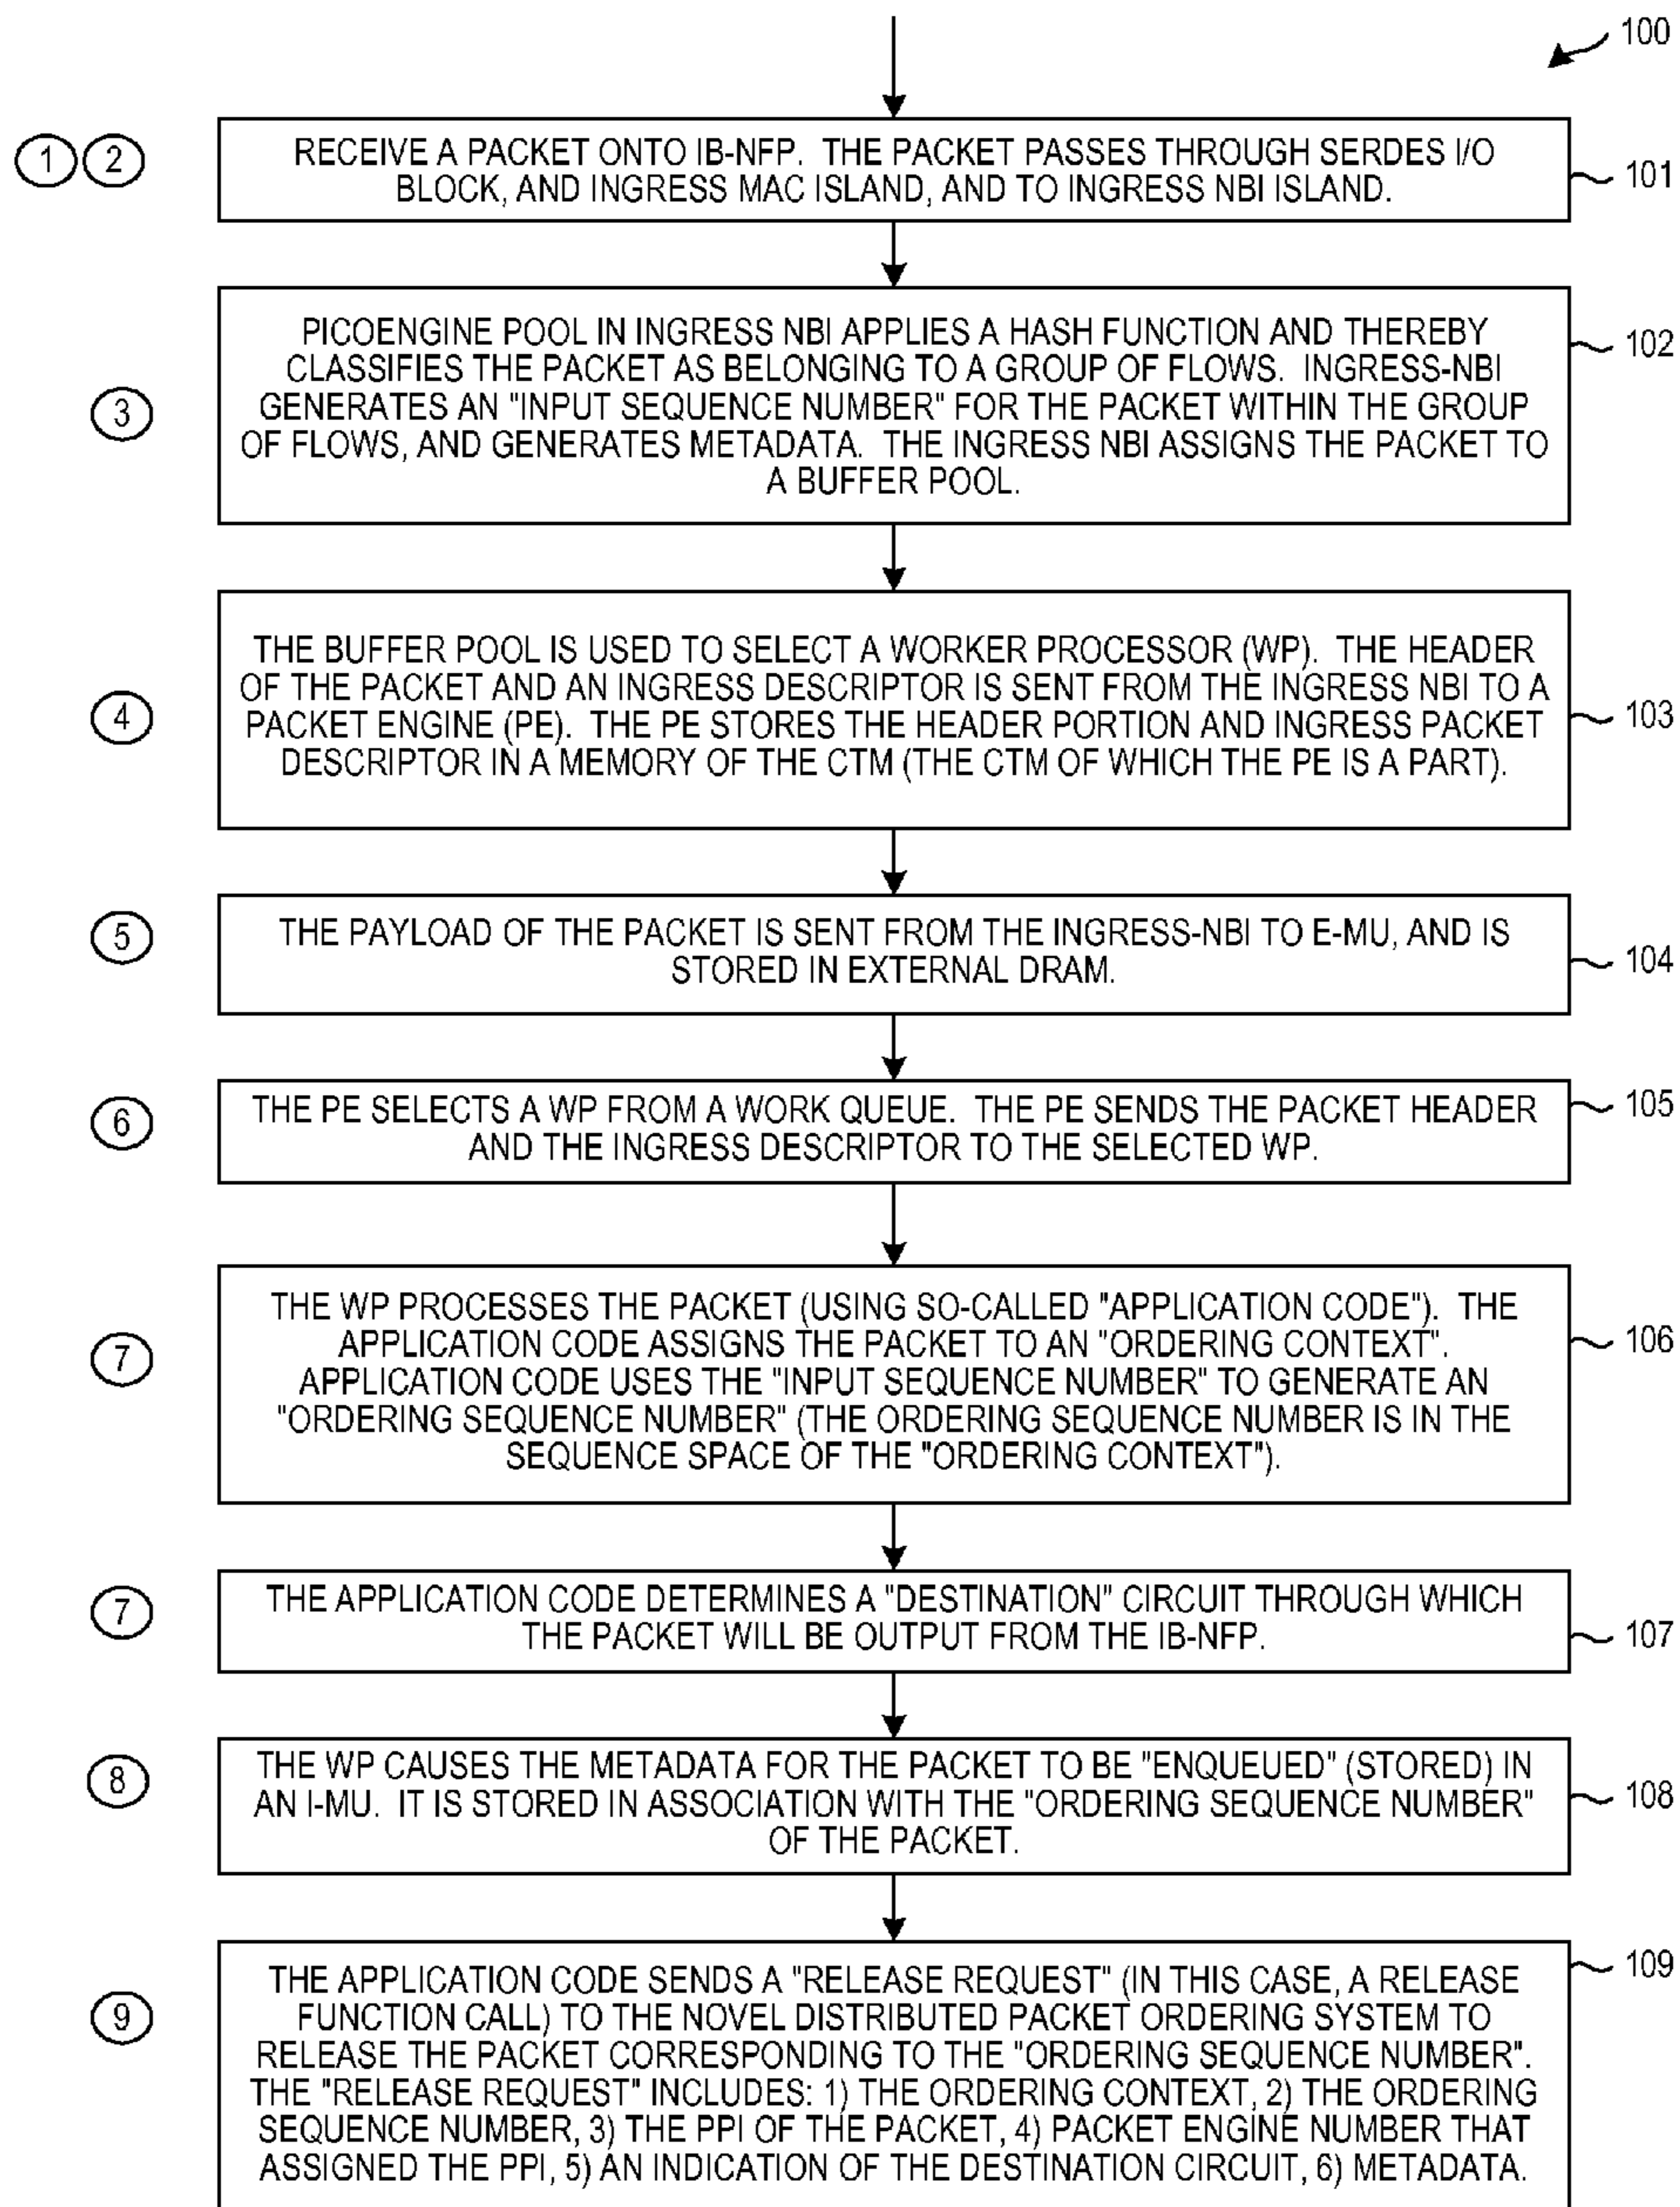 100
1 2
RECEIVE A PACKET ONTO IB-NFP. THE PACKET PASSES THROUGH SERDES I/O
BLOCK, AND INGRESS MAC ISLAND, AND TO INGRESS NBI ISLAND.
101
PICOENGINE POOL IN INGRESS NBI APPLIES A HASH FUNCTION AND THEREBY
CLASSIFIES THE PACKET AS BELONGING TO A GROUP OF FLOWS. INGRESS-NBI
GENERATES AN "INPUT SEQUENCE NUMBER" FOR THE PACKET WITHIN THE GROUP
OF FLOWS, AND GENERATES METADATA. THE INGRESS NBI ASSIGNS THE PACKET TO
A BUFFER POOL.
102
3
THE BUFFER POOL IS USED TO SELECT A WORKER PROCESSOR (WP). THE HEADER
OF THE PACKET AND AN INGRESS DESCRIPTOR IS SENT FROM THE INGRESS NBI TO A
PACKET ENGINE (PE). THE PE STORES THE HEADER PORTION AND INGRESS PACKET
DESCRIPTOR IN A MEMORY OF THE CTM (THE CTM OF WHICH THE PE IS A PART).
4
103
5
THE PAYLOAD OF THE PACKET IS SENT FROM THE INGRESS-NBI TO E-MU, AND IS
STORED IN EXTERNAL DRAM.
104
6
THE PE SELECTS A WP FROM A WORK QUEUE. THE PE SENDS THE PACKET HEADER
AND THE INGRESS DESCRIPTOR TO THE SELECTED WP.
105
7
THE WP PROCESSES THE PACKET (USING SO-CALLED "APPLICATION CODE"). THE
APPLICATION CODE ASSIGNS THE PACKET TO AN "ORDERING CONTEXT".
APPLICATION CODE USES THE "INPUT SEQUENCE NUMBER" TO GENERATE AN
"ORDERING SEQUENCE NUMBER" (THE ORDERING SEQUENCE NUMBER IS IN THE
SEQUENCE SPACE OF THE "ORDERING CONTEXT").
106
7
THE APPLICATION CODE DETERMINES A "DESTINATION" CIRCUIT THROUGH WHICH
THE PACKET WILL BE OUTPUT FROM THE IB-NFP.
107
8
THE WP CAUSES THE METADATA FOR THE PACKET TO BE "ENQUEUED" (STORED) IN
AN I-MU. IT IS STORED IN ASSOCIATION WITH THE "ORDERING SEQUENCE NUMBER"
OF THE PACKET.
108
9
THE APPLICATION CODE SENDS A "RELEASE REQUEST" (IN THIS CASE, A RELEASE
FUNCTION CALL) TO THE NOVEL DISTRIBUTED PACKET ORDERING SYSTEM TO
RELEASE THE PACKET CORRESPONDING TO THE "ORDERING SEQUENCE NUMBER".
THE "RELEASE REQUEST" INCLUDES: 1) THE ORDERING CONTEXT, 2) THE ORDERING
SEQUENCE NUMBER, 3) THE PPI OF THE PACKET, 4) PACKET ENGINE NUMBER THAT
ASSIGNED THE PPI, 5) AN INDICATION OF THE DESTINATION CIRCUIT, 6) METADATA.
109